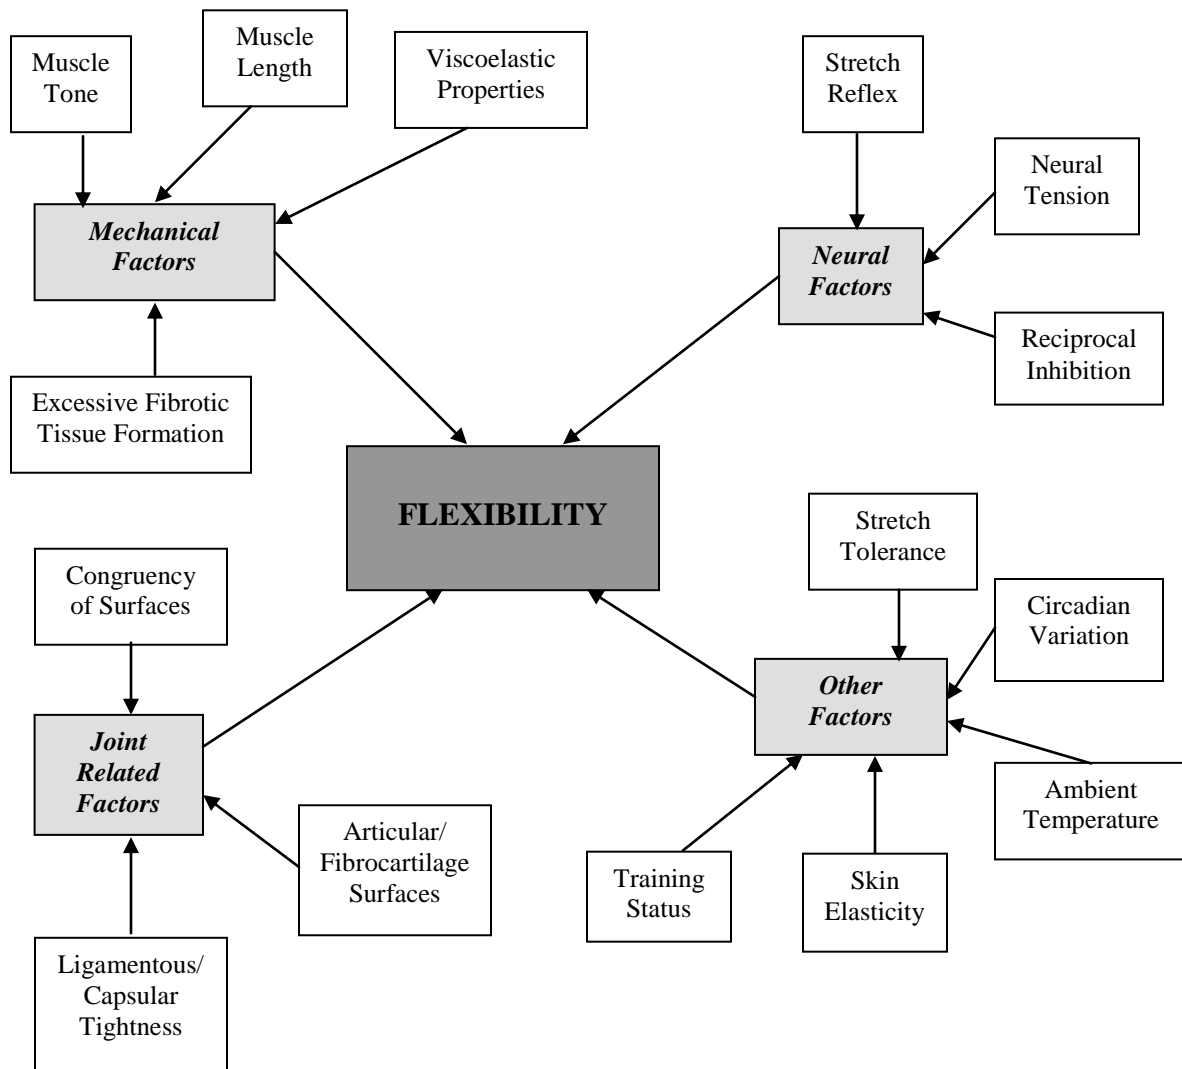 Muscle
Tone
Muscle
Length
Viscoelastic
Properties
Mechanical
Factors
Excessive Fibrotic
Tissue Formation
Stretch
Reflex
Neural
Tension
Neural
Factors
Reciprocal
Inhibition
FLEXIBILITY
Congruency
of Surfaces
Joint
Related
Factors
Articular/
Fibrocartilage
Surfaces
Ligamentous/
Capsular
Tightness
Stretch
Tolerance
Circadian
Variation
Other
Factors
Ambient
Temperature
Training
Status
Skin
Elasticity